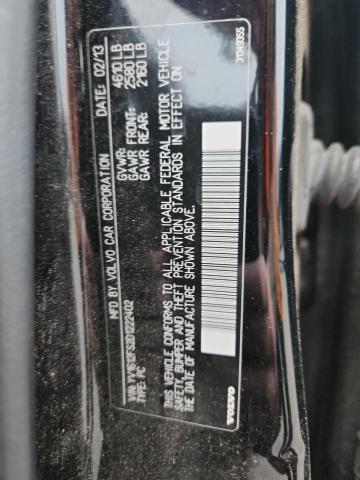 MFD BY VOLVO CAR CORPORATION DATE: 02/13
GVWR: 4610 LB
GAWR FRONT: 2580 LB
GAWR REAR: 2160 LB
VIN: YV1612FS2D1222402
TYPE: PC
THIS VEHICLE CONFORMS TO ALL APPLICABLE FEDERAL MOTOR VEHICLE
SAFETY, BUMPER AND THEFT PREVENTION STANDARDS IN EFFECT ON
THE DATE OF MANUFACTURE SHOWN ABOVE.
VOLVO